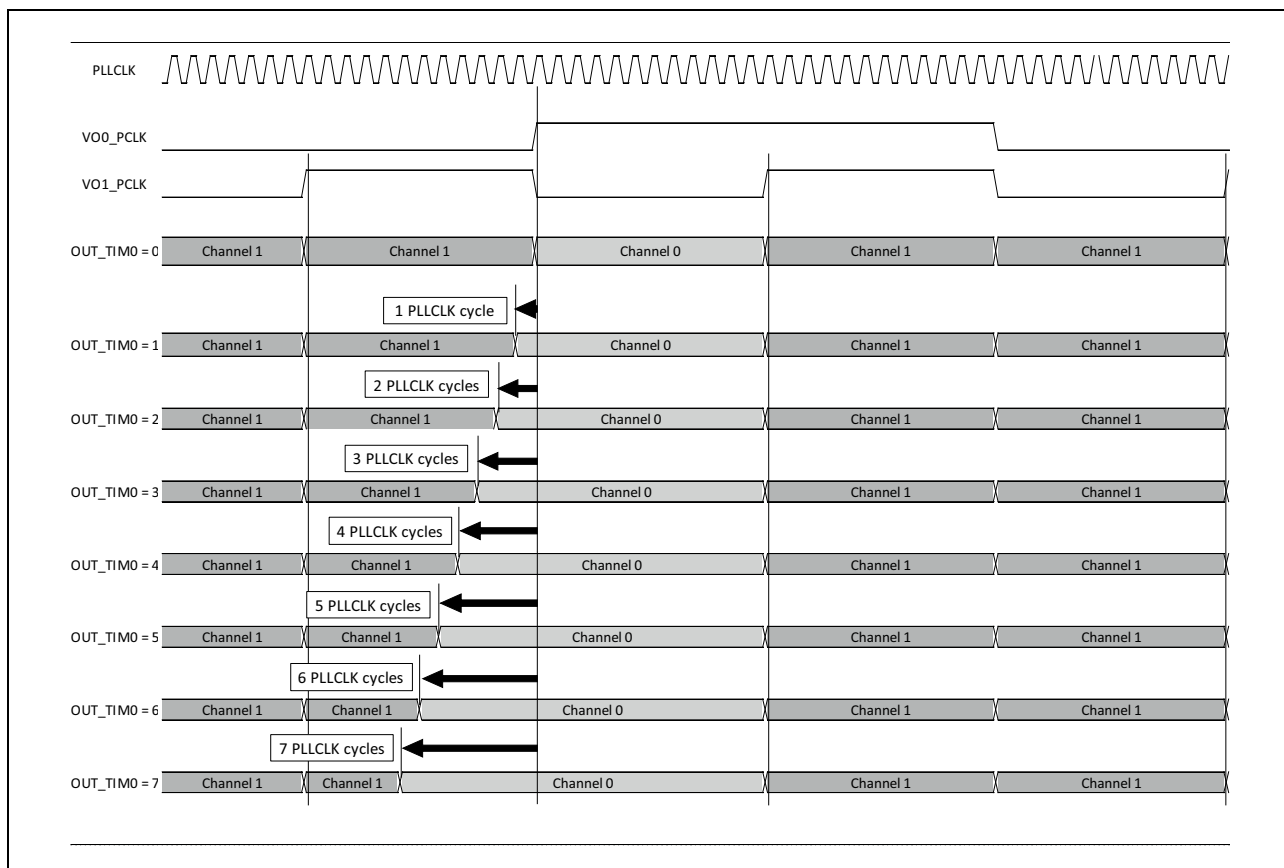 PLLCLK
VO0_PCLK
VO1_PCLK
OUT_TIM0 = 0 Channel 1 Channel 1 Channel 0 Channel 1 Channel 1
1 PLLCLK cycle
OUT_TIM0 = 1 Channel 1 Channel 1 Channel 0 Channel 1 Channel 1
2 PLLCLK cycles
OUT_TIM0 = 2 Channel 1 Channel 1 Channel 0 Channel 1 Channel 1
3 PLLCLK cycles
OUT_TIM0 = 3 Channel 1 Channel 1 Channel 0 Channel 1 Channel 1
4 PLLCLK cycles
OUT_TIM0 = 4 Channel 1 Channel 1 Channel 0 Channel 1 Channel 1
5 PLLCLK cycles
OUT_TIM0 = 5 Channel 1 Channel 1 Channel 0 Channel 1 Channel 1
6 PLLCLK cycles
OUT_TIM0 = 6 Channel 1 Channel 1 Channel 0 Channel 1 Channel 1
7 PLLCLK cycles
OUT_TIM0 = 7 Channel 1 Channel 1 Channel 0 Channel 1 Channel 1